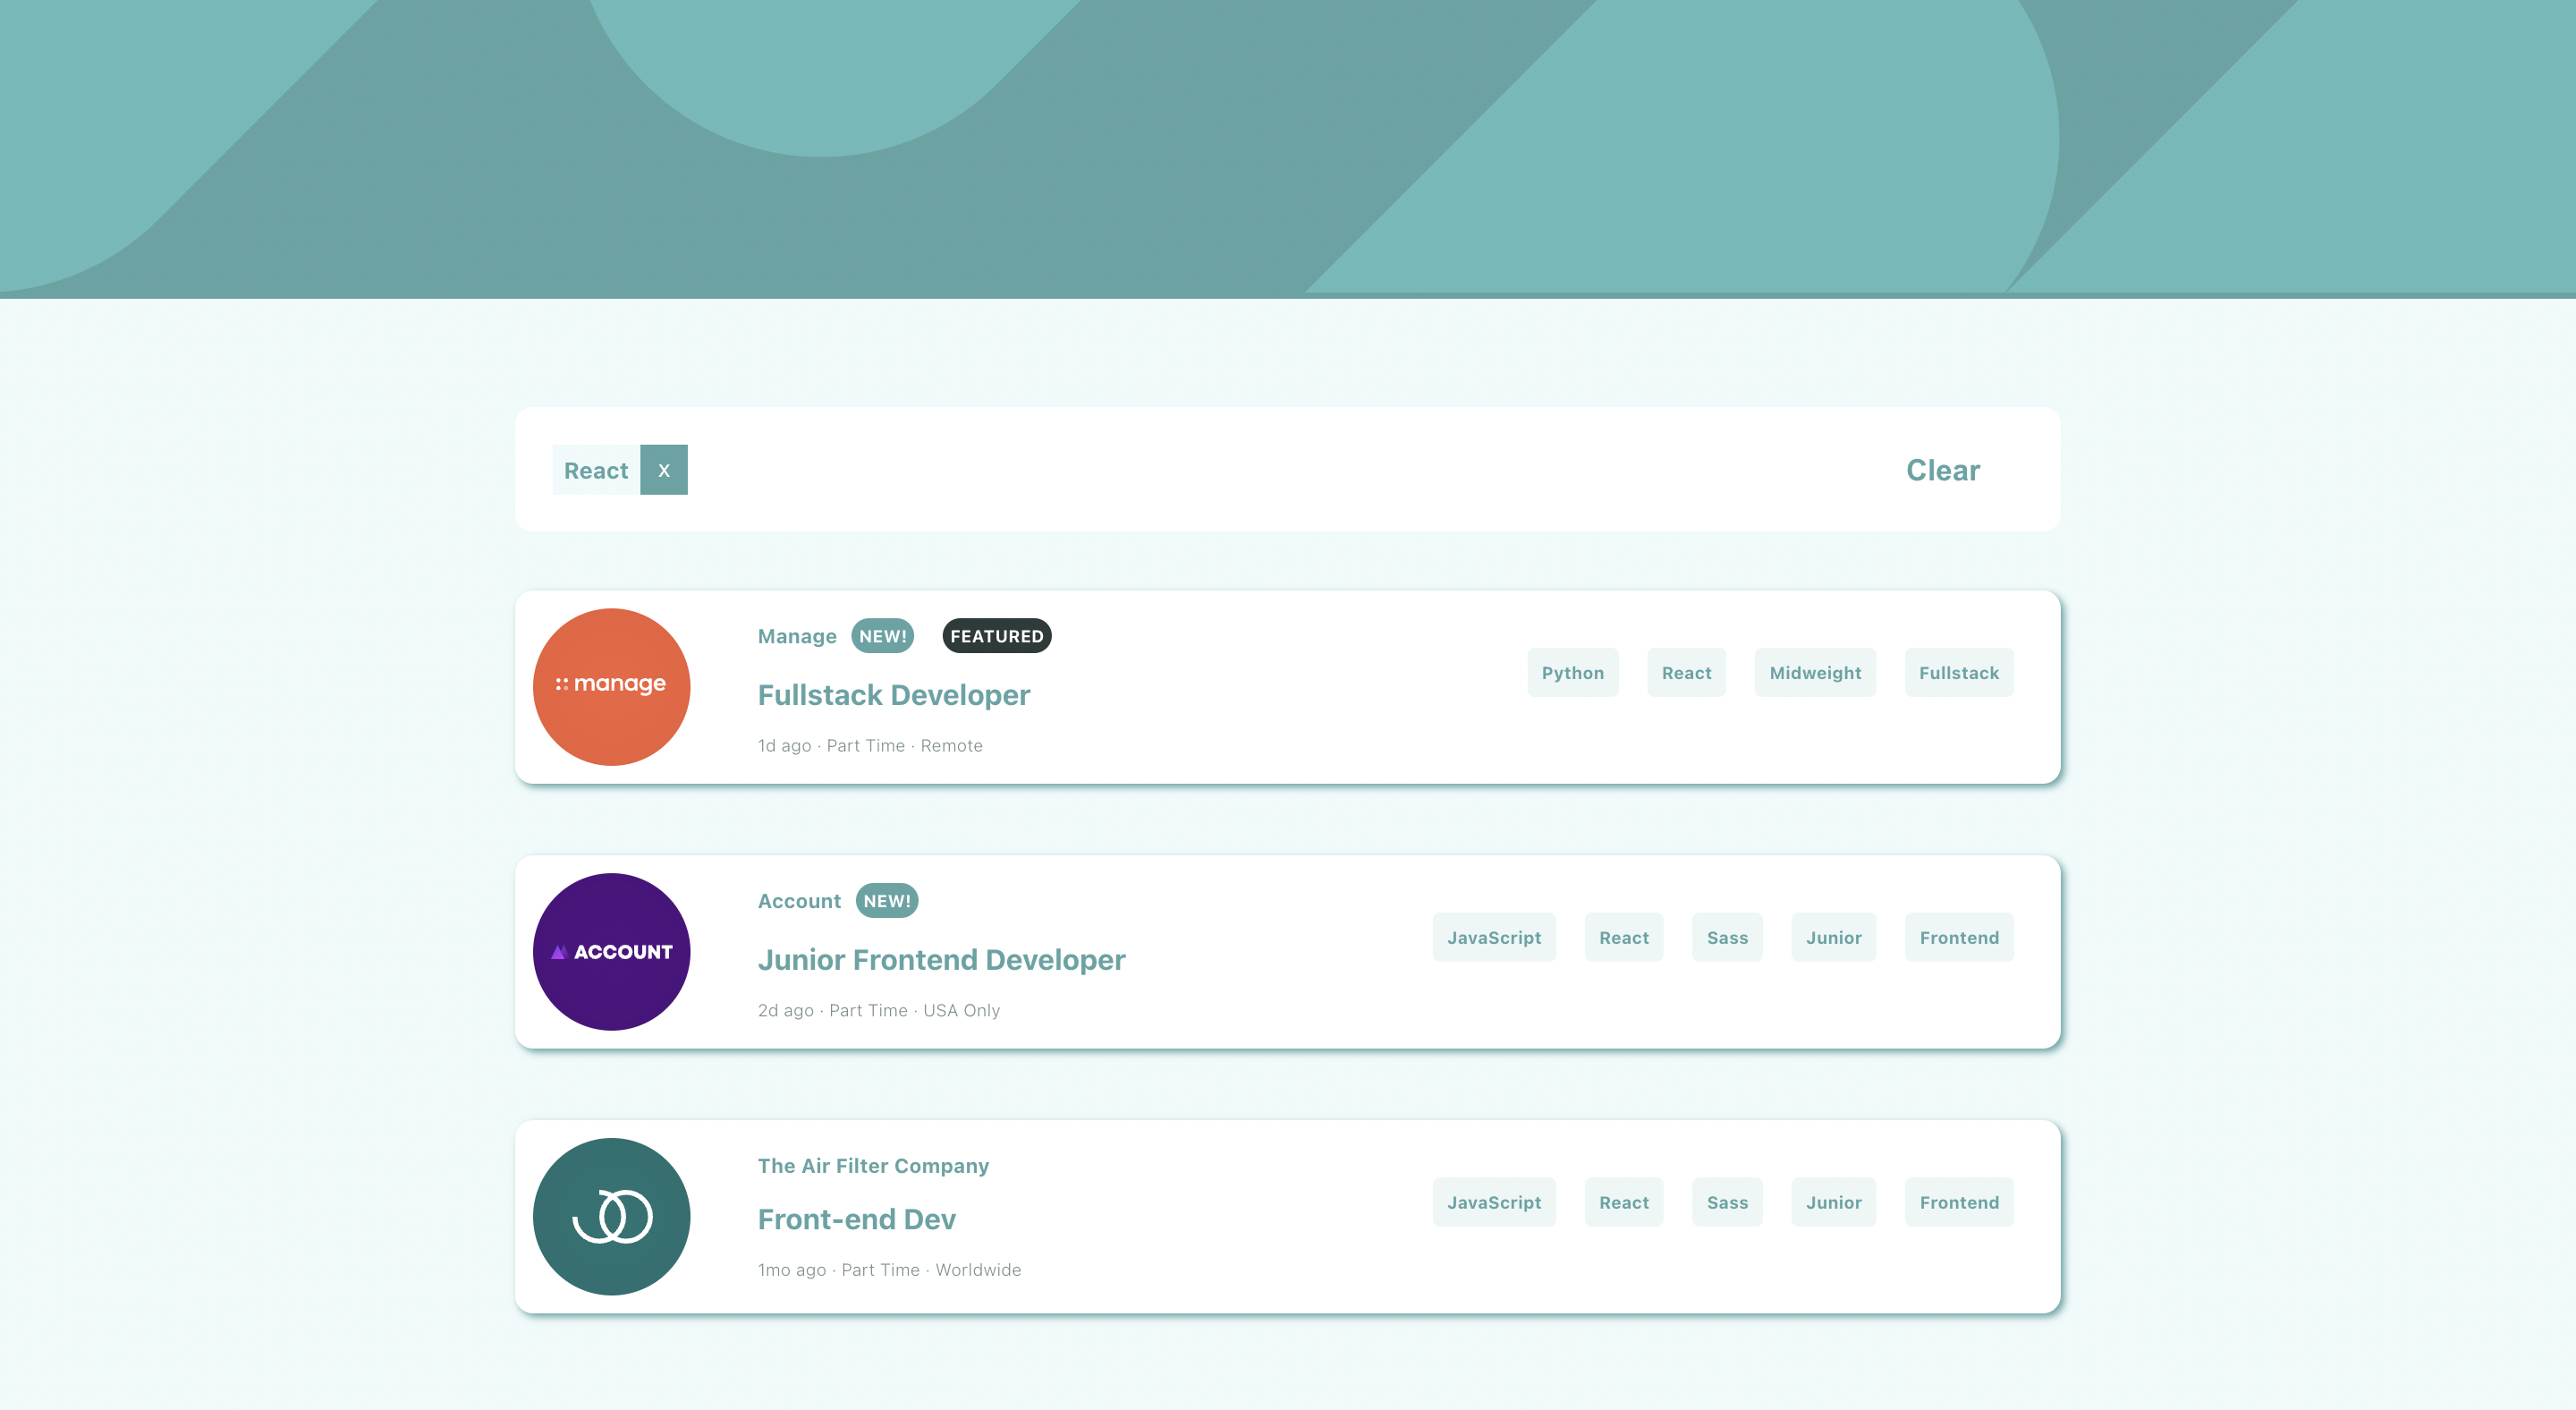 React X Clear
manage
Manage NEW! FEATURED
Fullstack Developer
1d ago · Part Time · Remote
Python React Midweight Fullstack
ACCOUNT
Account NEW!
Junior Frontend Developer
2d ago · Part Time · USA Only
JavaScript React Sass Junior Frontend
The Air Filter Company
Front-end Dev
1mo ago · Part Time · Worldwide
JavaScript React Sass Junior Frontend